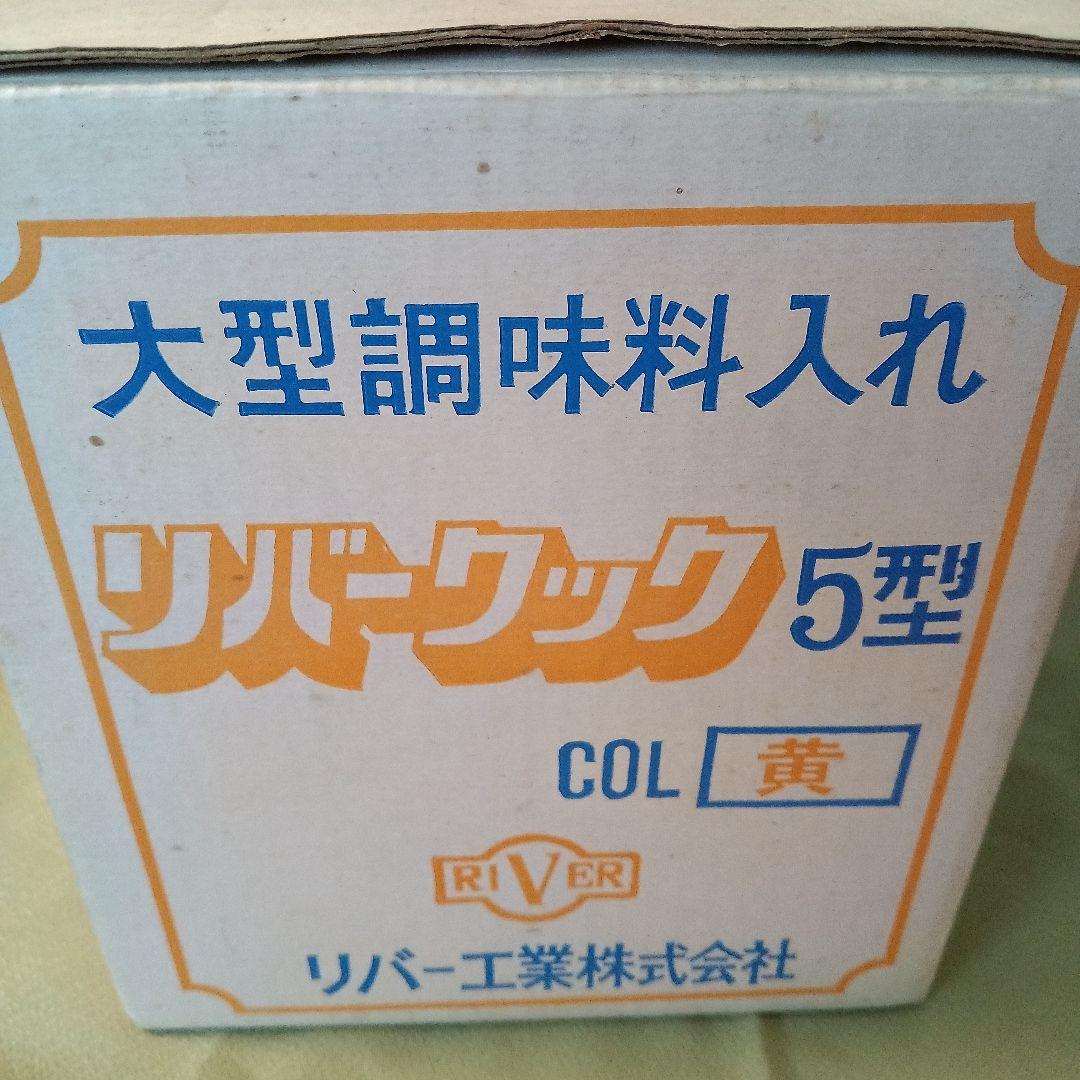 大型調味料入れ
リバークック 5型
COL 黄
RIVER
リバー工業株式会社